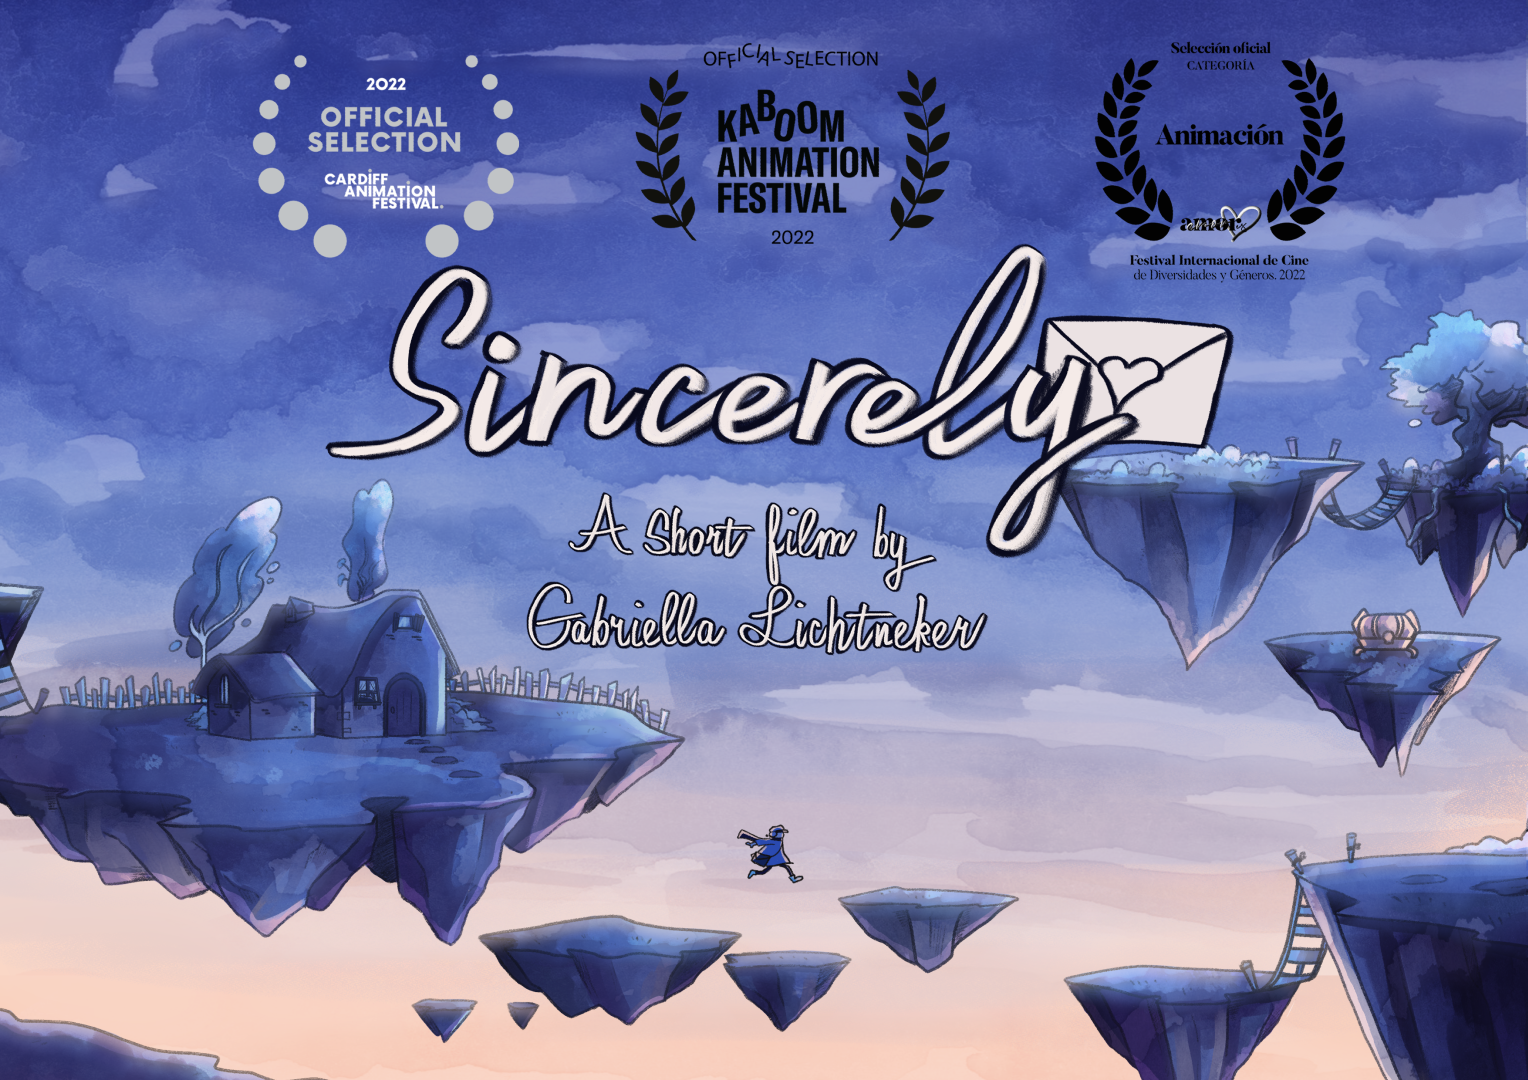 2022
OFFICIAL
SELECTION
CARDIFF
ANIMATION
FESTIVAL.
OFFICIAL SELECTION
KABOOM
ANIMATION
FESTIVAL
2022
Selección oficial
CATEGORÍA
Animación
amor
Festival Internacional de Cine
de Diversidades y Géneros. 2022
Sincerely
A Short film by
Gabriella Lichtneker